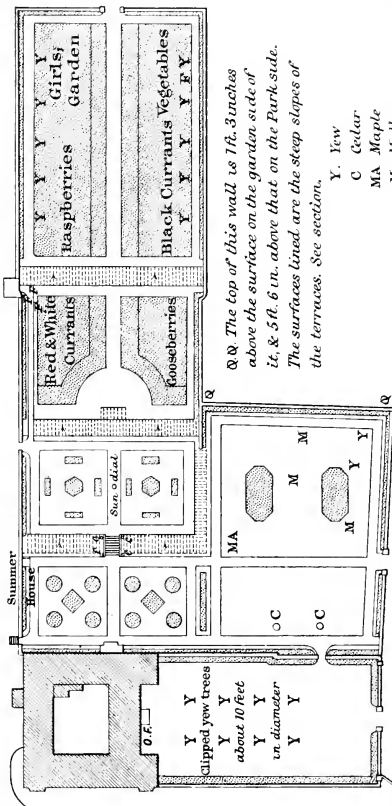 Summer
House
O.F.
Clipped yew trees
about 10 feet
in diameter
Y Y Y Y
Y Y Y Y
C
C
Sun dial
MA
M
M
M
Y
Y
Q
Q
Red & White
Currants
Gooseberries
Raspberries
Girls'
Garden
Y Y Y Y Y Y
Black Currants
Vegetables
Y Y Y Y Y F Y
Q Q. The top of this wall is 1 ft. 3 inches
above the surface on the garden side of
it, & 5 ft. 6 in. above that on the Park side.
The surfaces lined are the steep slopes of
the terraces. See section.
Y. Yew
C Cedar
MA Maple